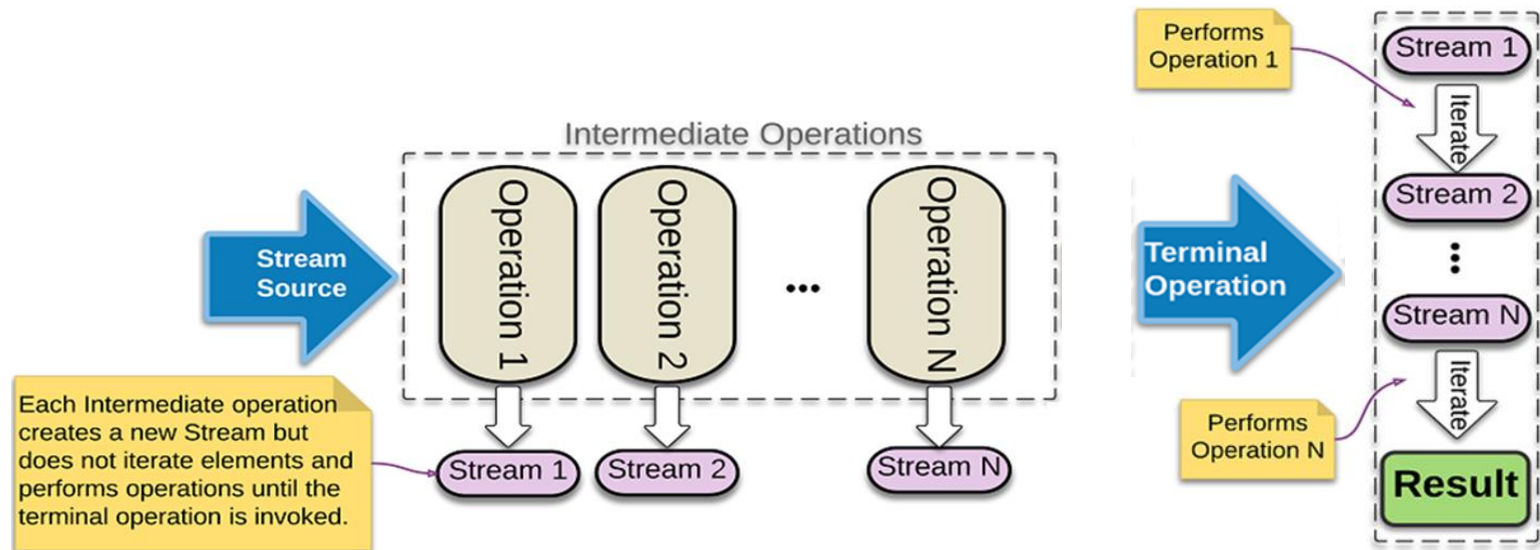 Intermediate Operations
Stream
Source
Operation 1
Operation 2
...
Operation N
Each Intermediate operation
creates a new Stream but
does not iterate elements and
performs operations until the
terminal operation is invoked.
Stream 1
Stream 2
Stream N
Terminal
Operation
Performs
Operation 1
Stream 1
Iterate
Stream 2
...
Stream N
Performs
Operation N
Iterate
Result